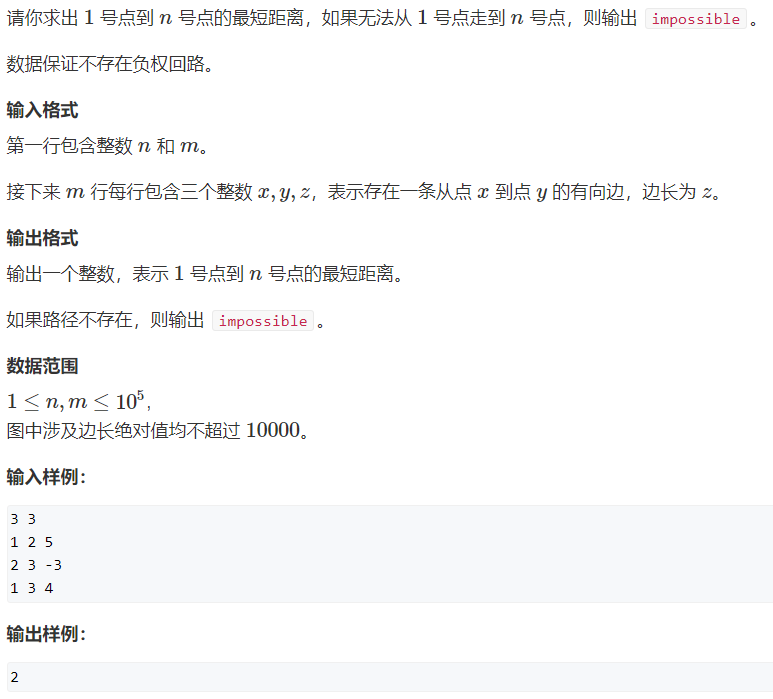 请你求出 1 号点到 n 号点的最短距离，如果无法从 1 号点走到 n 号点，则输出 impossible 。
数据保证不存在负权回路。
输入格式
第一行包含整数 n 和 m。
接下来 m 行每行包含三个整数 x, y, z，表示存在一条从点 x 到点 y 的有向边，边长为 z。
输出格式
输出一个整数，表示 1 号点到 n 号点的最短距离。
如果路径不存在，则输出 impossible 。
数据范围
1 ≤ n, m ≤ 10⁵,
图中涉及边长绝对值均不超过 10000。
输入样例：
3 3
1 2 5
2 3 -3
1 3 4
输出样例：
2